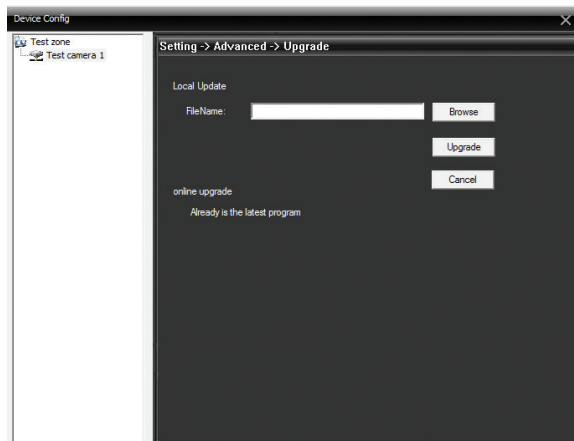 Device Config
Test zone
Test camera 1
Setting -> Advanced -> Upgrade
Local Update
FileName:
Browse
Upgrade
Cancel
online upgrade
Already is the latest program